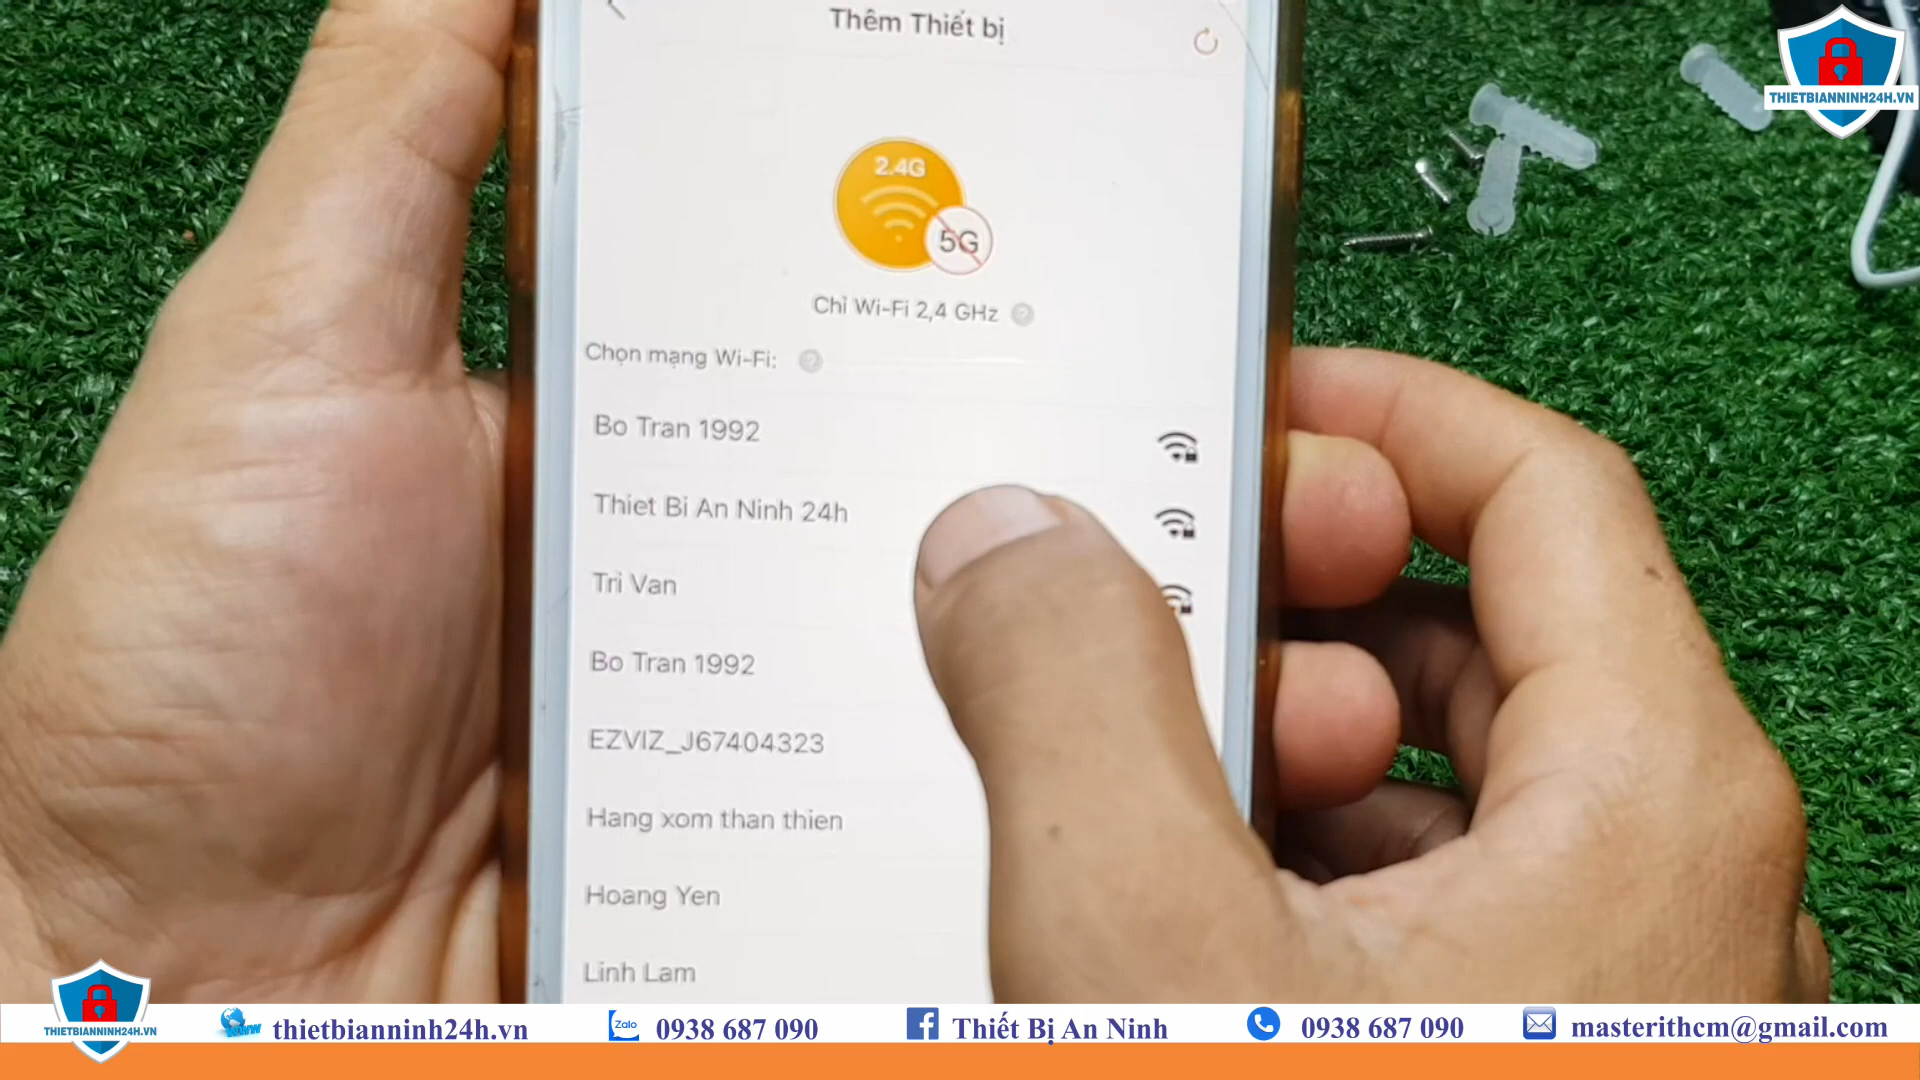 Thêm Thiết bị
THIETBIANNINH24H.VN
2.4G
5G
Chỉ Wi-Fi 2,4 GHz
Chọn mạng Wi-Fi:
Bo Tran 1992
Thiet Bi An Ninh 24h
Tri Van
Bo Tran 1992
EZVIZ_J67404323
Hang xom than thien
Hoang Yen
Linh Lam
THIETBIANNINH24H.VN
www
thietbianninh24h.vn
Zalo
0938 687 090
Thiết Bị An Ninh
0938 687 090
masterithcm@gmail.com